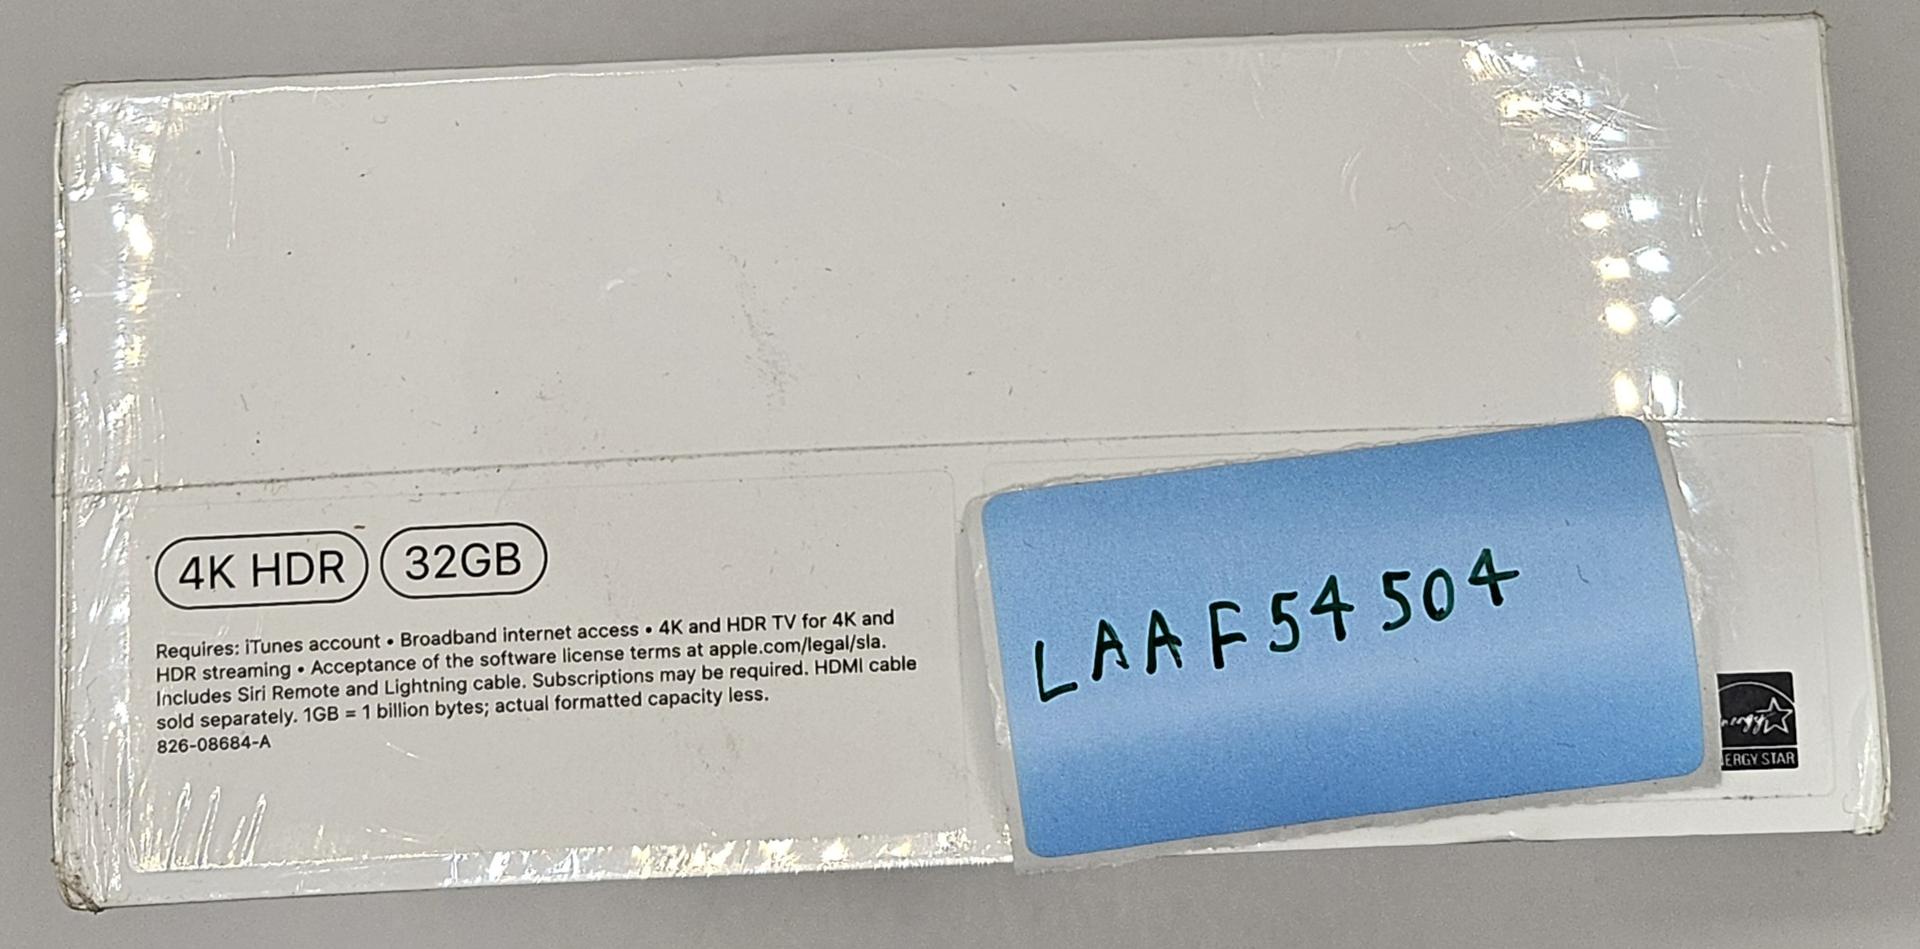 4K HDR 32GB
Requires: iTunes account • Broadband internet access • 4K and HDR TV for 4K and
HDR streaming • Acceptance of the software license terms at apple.com/legal/sla.
Includes Siri Remote and Lightning cable. Subscriptions may be required. HDMI cable
sold separately. 1GB = 1 billion bytes; actual formatted capacity less.
826-08684-A
LAAF54504
energy
ERGY STAR